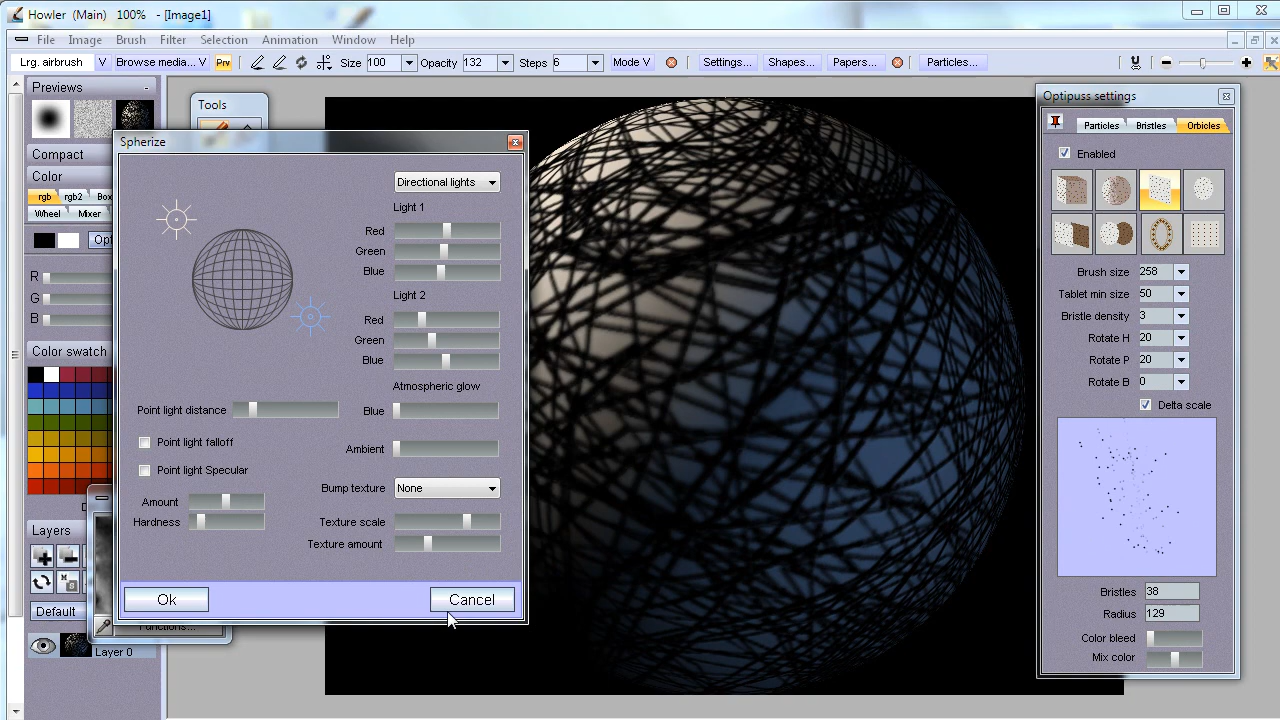 Howler (Main) 100% - [Image1]
File Image Brush Filter Selection Animation Window Help
Lrg. airbrush V Browse media... V Prv Size 100 Opacity 132 Steps 6 Mode V Settings... Shapes... Papers... Particles...
Previews -
Compact
Color
rgb rgb2 Box
Wheel Mixer
Opt
R
G
B
Color swatch
Layers
M S
Default
Layer 0
Tools
Functions...
Spherize
Directional lights
Light 1
Red
Green
Blue
Light 2
Red
Green
Blue
Atmospheric glow
Point light distance
Blue
Point light falloff
Ambient
Point light Specular
Bump texture None
Amount
Hardness
Texture scale
Texture amount
Ok Cancel
Optipuss settings
Particles Bristles Orbicles
Enabled
Brush size 258
Tablet min size 50
Bristle density 3
Rotate H 20
Rotate P 20
Rotate B 0
Delta scale
Bristles 38
Radius 129
Color bleed
Mix color